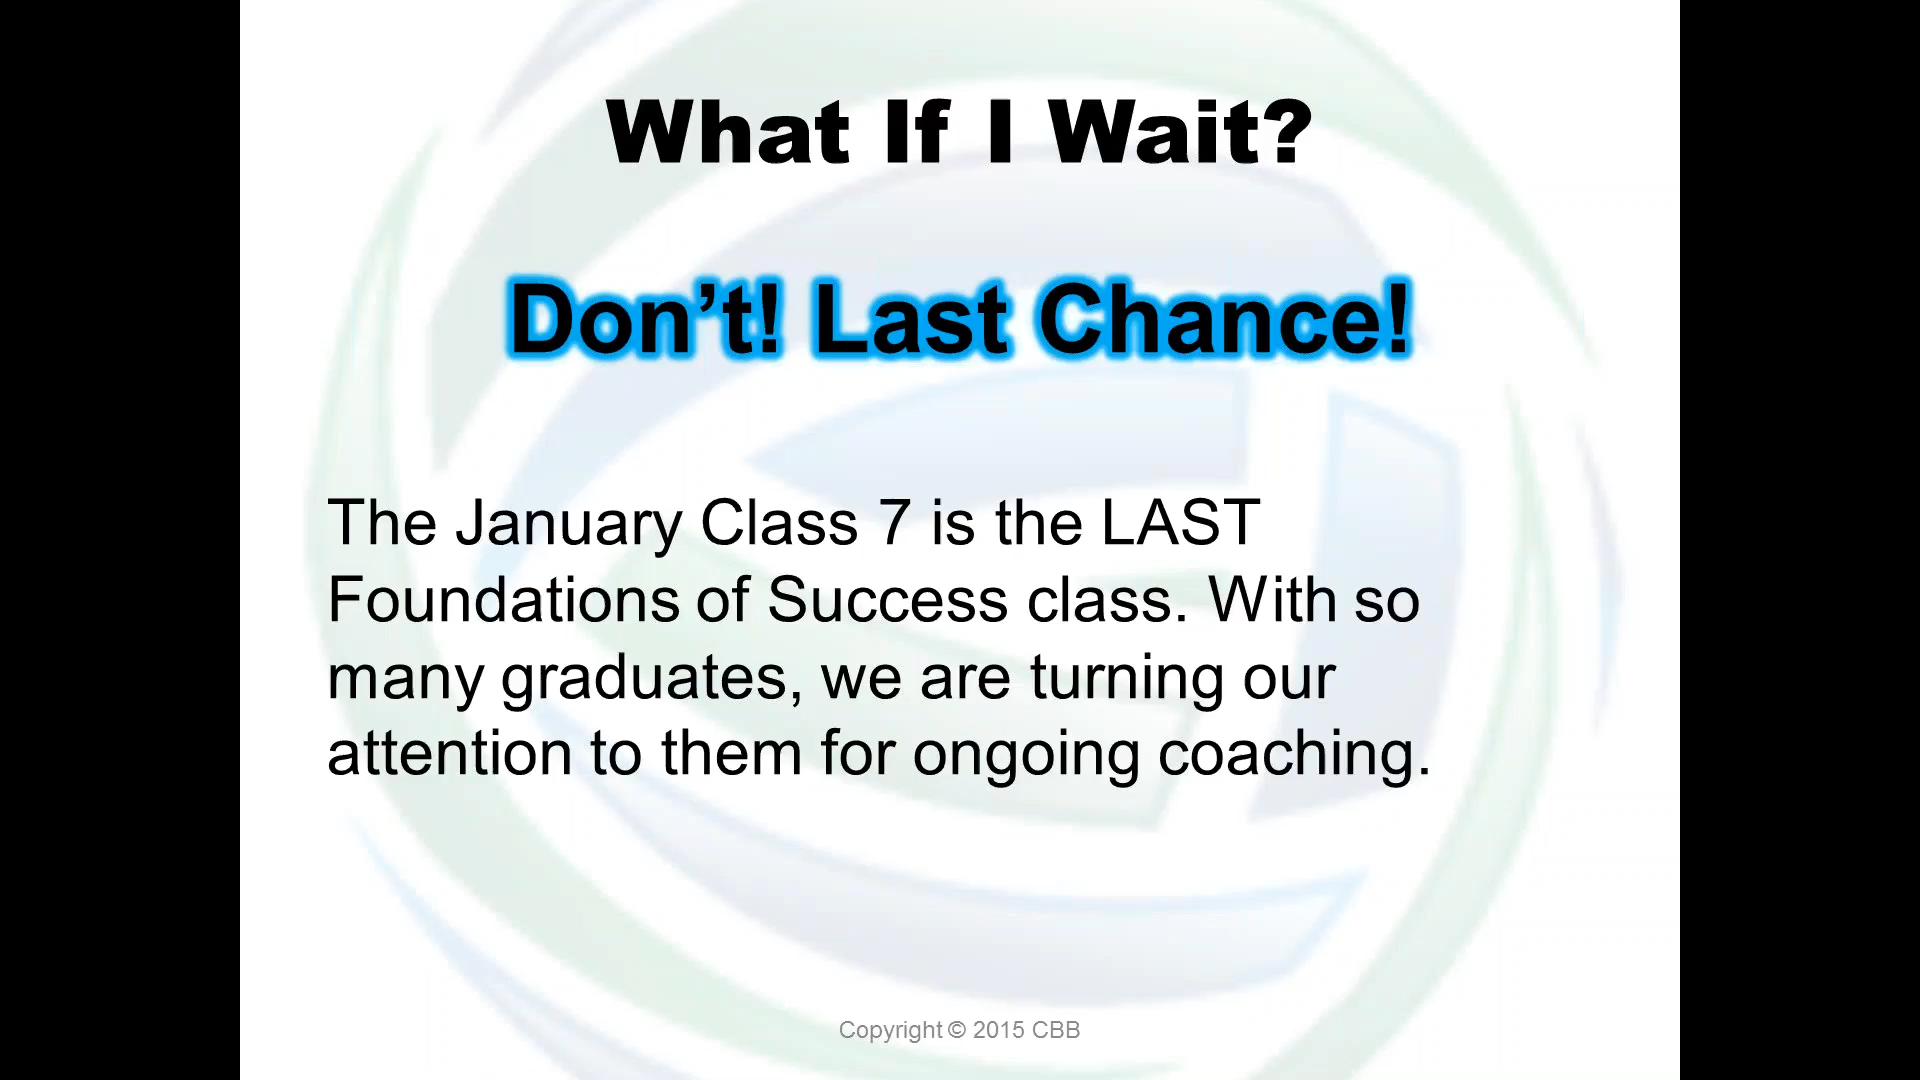 What If I Wait?
Don’t! Last Chance!
The January Class 7 is the LAST
Foundations of Success class. With so
many graduates, we are turning our
attention to them for ongoing coaching.
Copyright © 2015 CBB